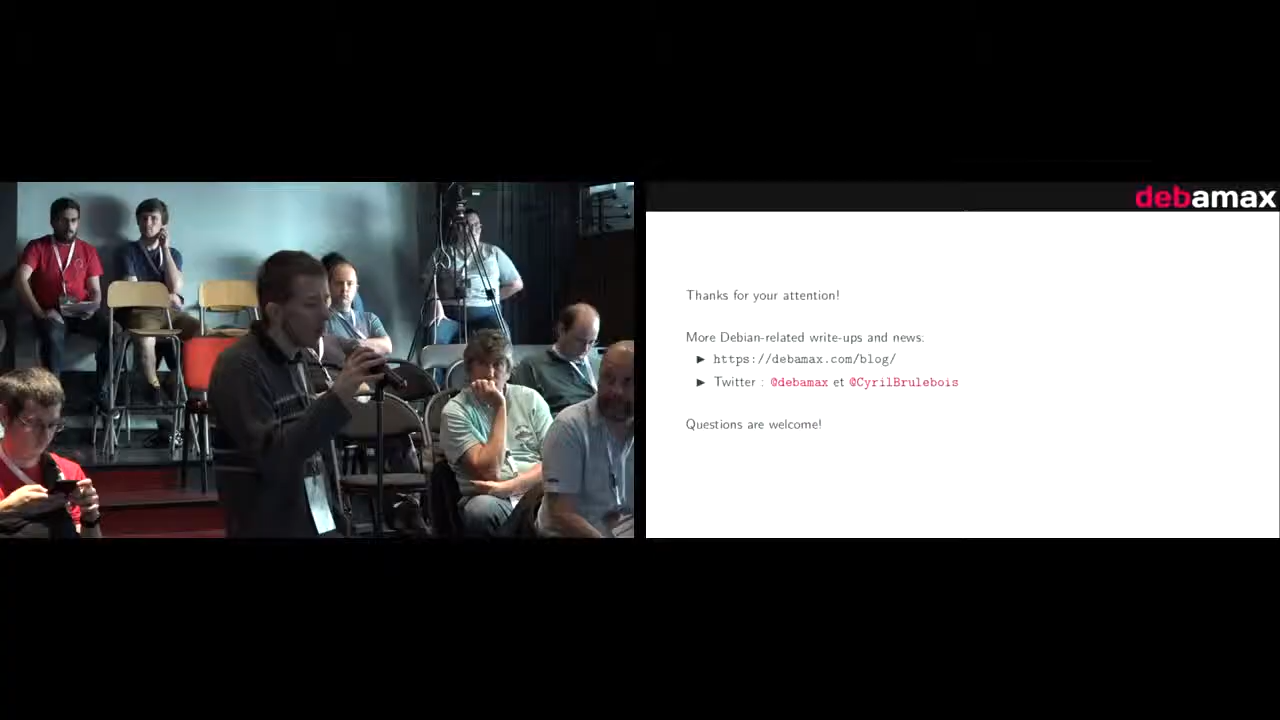 debamax
Thanks for your attention!
More Debian-related write-ups and news:
▶ https://debamax.com/blog/
▶ Twitter : @debamax et @CyrilBrulebois
Questions are welcome!